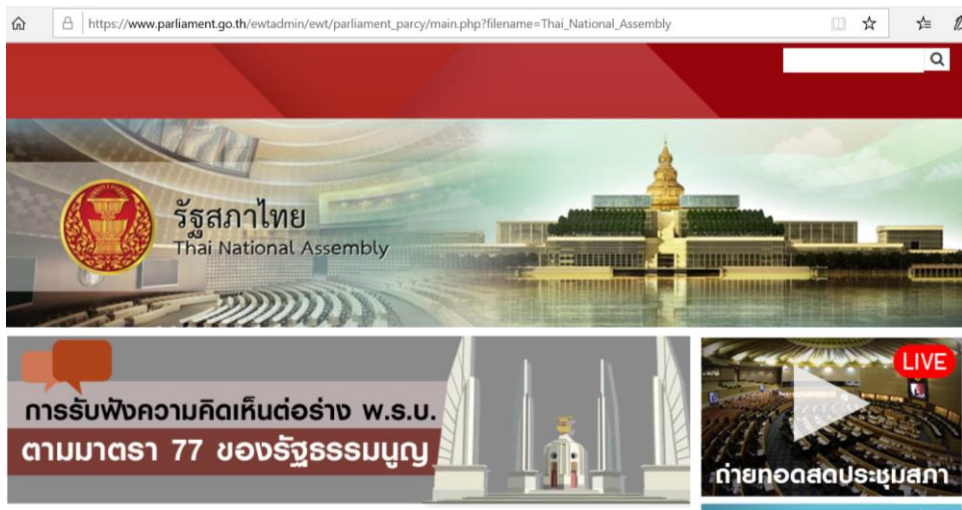 https://www.parliament.go.th/ewtadmin/ewt/parliament_parcy/main.php?filename=Thai_National_Assembly
รัฐสภาไทย
Thai National Assembly
การรับฟังความคิดเห็นต่อร่าง พ.ร.บ.
ตามมาตรา 77 ของรัฐธรรมนูญ
LIVE
ถ่ายทอดสดประชุมสภา